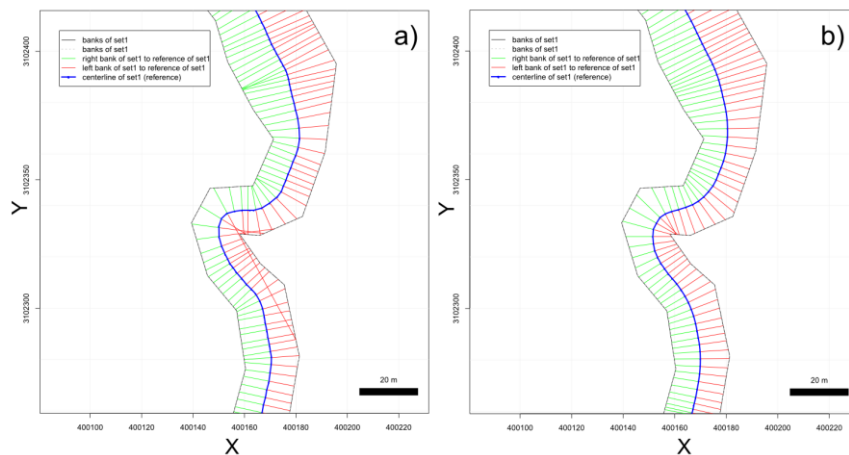 a)
banks of set1
banks of set1
right bank of set1 to reference of set1
left bank of set1 to reference of set1
centerline of set1 (reference)
3102400
3102350
3102300
Y
20 m
400100
400120
400140
400160
400180
400200
400220
X
b)
banks of set1
banks of set1
right bank of set1 to reference of set1
left bank of set1 to reference of set1
centerline of set1 (reference)
3102400
3102350
3102300
Y
20 m
400100
400120
400140
400160
400180
400200
400220
X